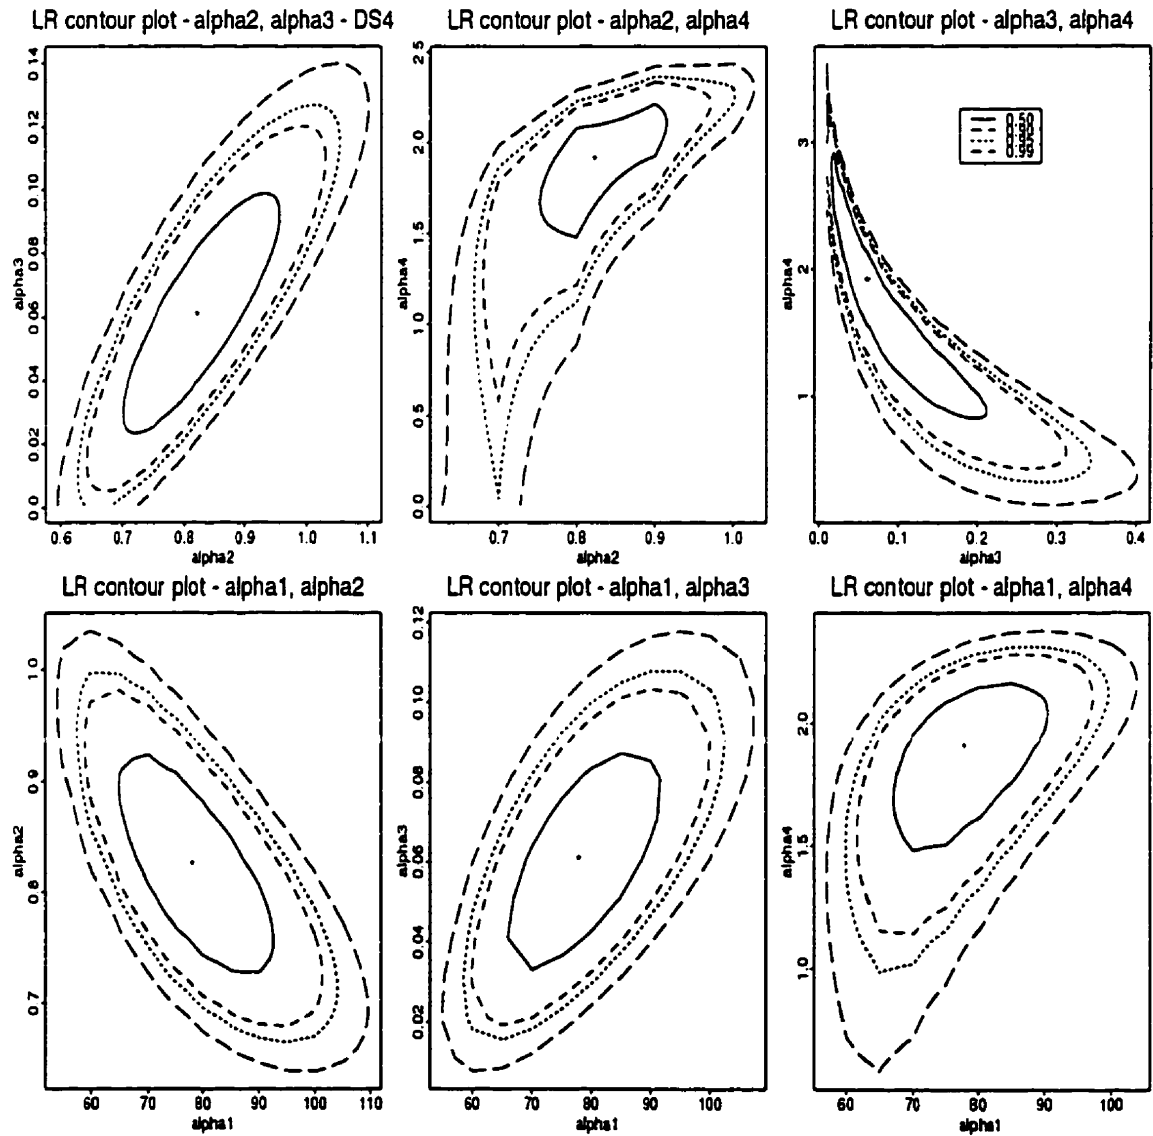 LR contour plot - alpha2, alpha3 - DS4
0.14
0.12
0.10
0.08
0.06
0.04
0.02
0.0
alpha3
0.6 0.7 0.8 0.9 1.0 1.1
alpha2
LR contour plot - alpha2, alpha4
2.5
2.0
1.5
1.0
0.5
0.0
alpha4
0.7 0.8 0.9 1.0
alpha2
LR contour plot - alpha3, alpha4
3
2
1
alpha4
0.50
0.90
0.95
0.99
0.0 0.1 0.2 0.3 0.4
alpha3
LR contour plot - alpha1, alpha2
1.0
0.9
0.8
0.7
alpha2
60 70 80 90 100 110
alpha1
LR contour plot - alpha1, alpha3
0.12
0.10
0.08
0.06
0.04
0.02
alpha3
60 70 80 90 100
alpha1
LR contour plot - alpha1, alpha4
2.0
1.5
1.0
alpha4
60 70 80 90 100
alpha1